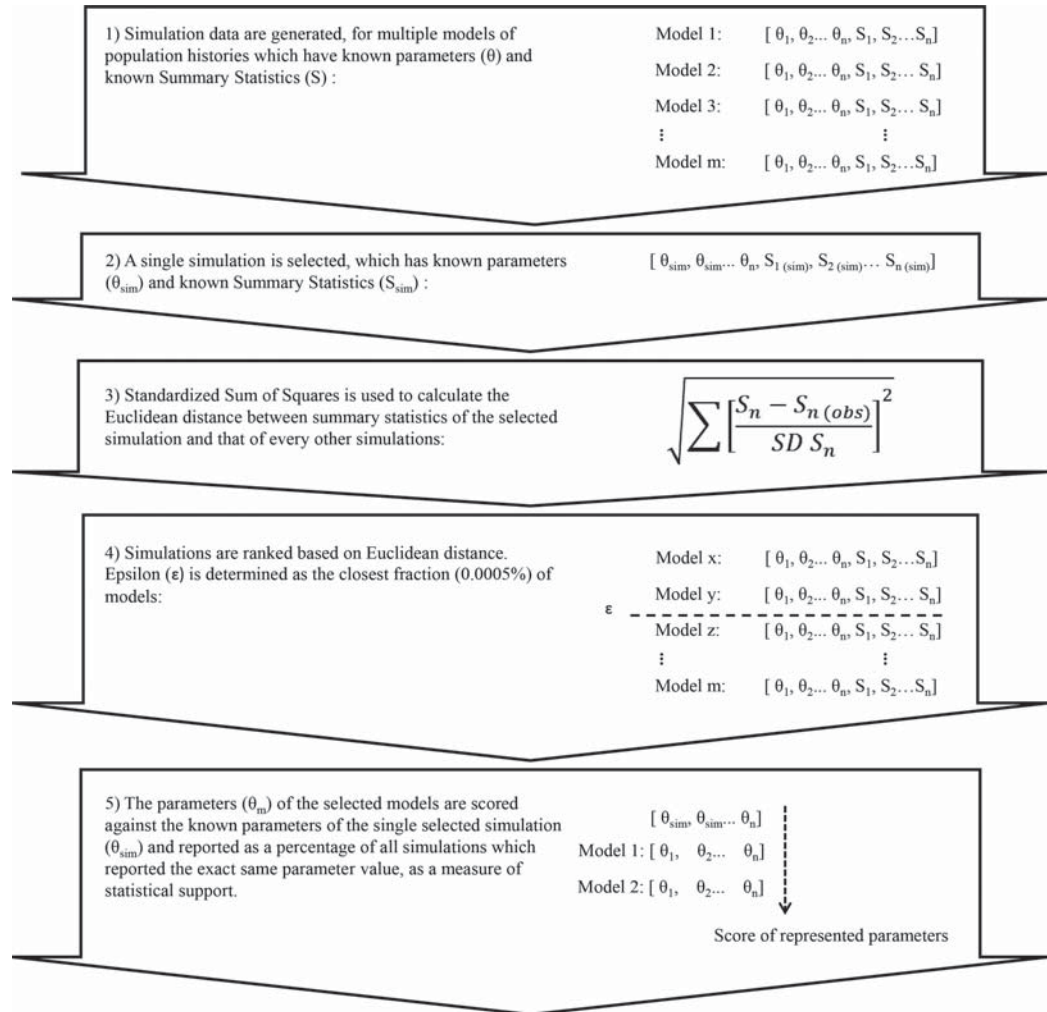 1) Simulation data are generated, for multiple models of
population histories which have known parameters (θ) and
known Summary Statistics (S) :
Model 1: [ θ₁, θ₂... θₙ, S₁, S₂…Sₙ]
Model 2: [ θ₁, θ₂... θₙ, S₁, S₂… Sₙ]
Model 3: [ θ₁, θ₂... θₙ, S₁, S₂… Sₙ]
⋮ ⋮
Model m: [ θ₁, θ₂... θₙ, S₁, S₂…Sₙ]
2) A single simulation is selected, which has known parameters
(θsim) and known Summary Statistics (Ssim) :
[ θsim, θsim... θₙ, S₁ (sim), S₂ (sim)… Sₙ (sim)]
3) Standardized Sum of Squares is used to calculate the
Euclidean distance between summary statistics of the selected
simulation and that of every other simulations:
√∑[(Sₙ − Sₙ (obs))/(SD Sₙ)]²
4) Simulations are ranked based on Euclidean distance.
Epsilon (ε) is determined as the closest fraction (0.0005%) of
models:
Model x: [ θ₁, θ₂... θₙ, S₁, S₂…Sₙ]
Model y: [ θ₁, θ₂... θₙ, S₁, S₂… Sₙ]
ε
Model z: [ θ₁, θ₂... θₙ, S₁, S₂… Sₙ]
⋮ ⋮
Model m: [ θ₁, θ₂... θₙ, S₁, S₂…Sₙ]
5) The parameters (θₘ) of the selected models are scored
against the known parameters of the single selected simulation
(θsim) and reported as a percentage of all simulations which
reported the exact same parameter value, as a measure of
statistical support.
[ θsim, θsim... θₙ]
Model 1: [ θ₁, θ₂... θₙ]
Model 2: [ θ₁, θ₂... θₙ]
Score of represented parameters